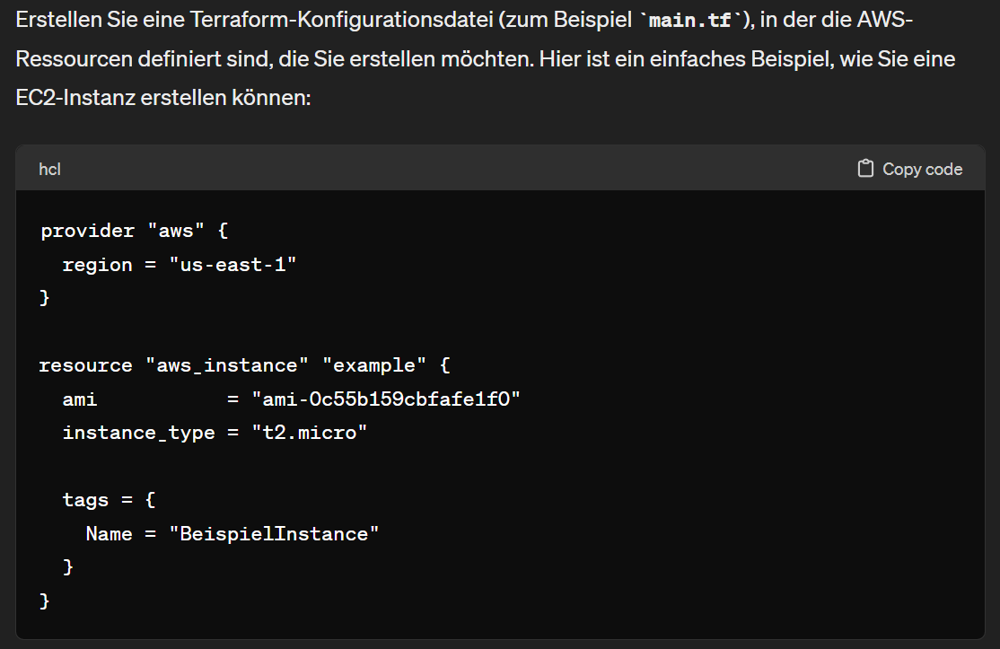 Erstellen Sie eine Terraform-Konfigurationsdatei (zum Beispiel `main.tf`), in der die AWS-
Ressourcen definiert sind, die Sie erstellen möchten. Hier ist ein einfaches Beispiel, wie Sie eine
EC2-Instanz erstellen können:
hcl Copy code
provider "aws" {
  region = "us-east-1"
}
resource "aws_instance" "example" {
  ami           = "ami-0c55b159cbfafe1f0"
  instance_type = "t2.micro"
  tags = {
    Name = "BeispielInstance"
  }
}